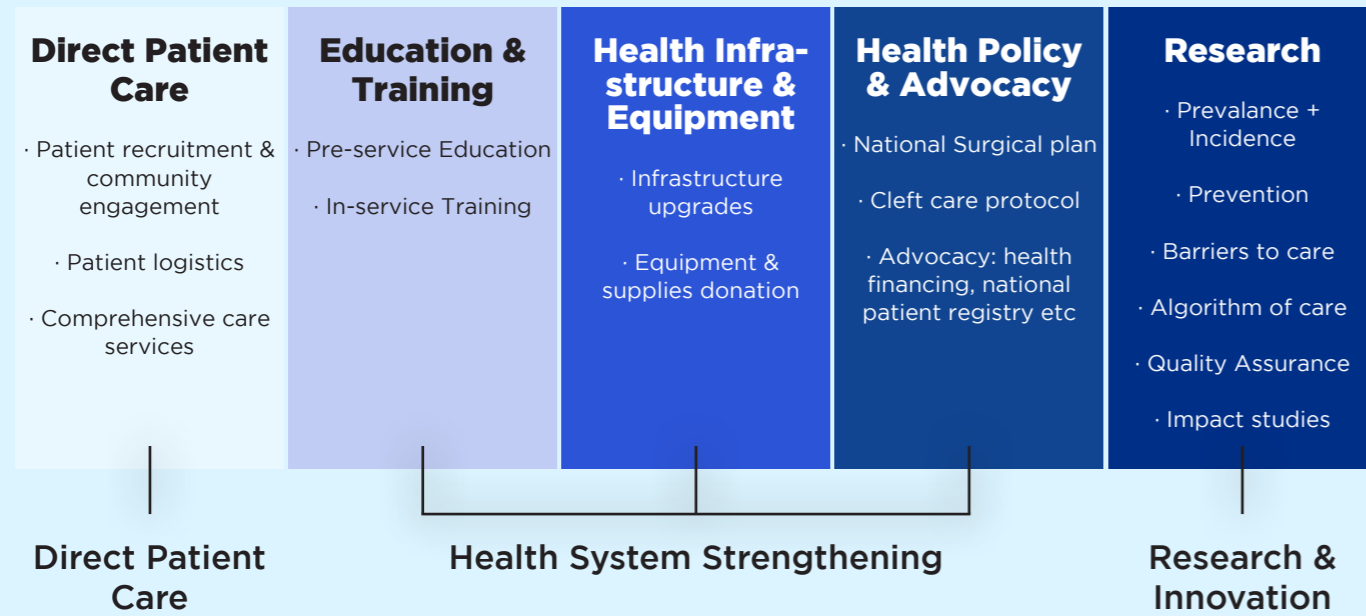 Direct Patient
Care
· Patient recruitment &
community
engagement
· Patient logistics
· Comprehensive care
services
Education &
Training
· Pre-service Education
· In-service Training
Health Infra-
structure &
Equipment
· Infrastructure
upgrades
· Equipment &
supplies donation
Health Policy
& Advocacy
· National Surgical plan
· Cleft care protocol
· Advocacy: health
financing, national
patient registry etc
Research
· Prevalance +
Incidence
· Prevention
· Barriers to care
· Algorithm of care
· Quality Assurance
· Impact studies
Direct Patient
Care
Health System Strengthening
Research &
Innovation